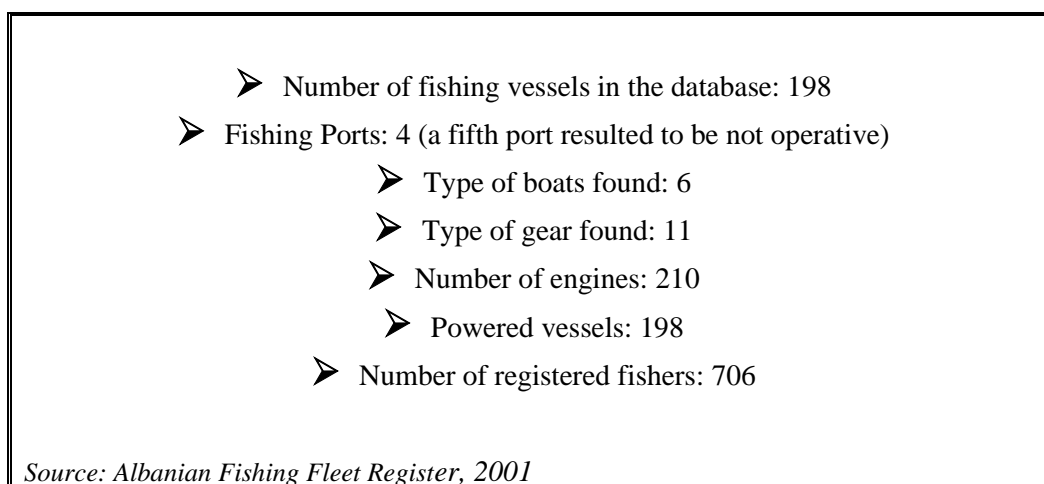 ➢ Number of fishing vessels in the database: 198
➢ Fishing Ports: 4 (a fifth port resulted to be not operative)
➢ Type of boats found: 6
➢ Type of gear found: 11
➢ Number of engines: 210
➢ Powered vessels: 198
➢ Number of registered fishers: 706
Source: Albanian Fishing Fleet Register, 2001